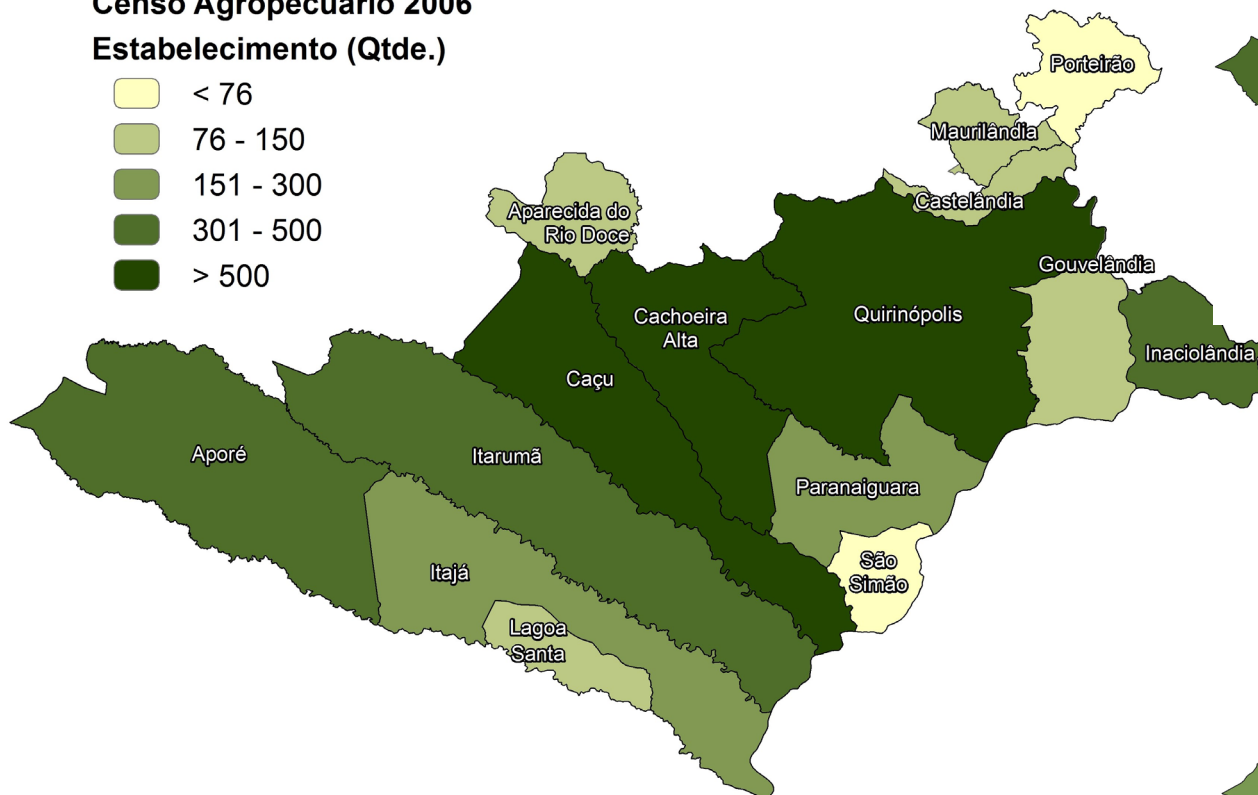 Censo Agropecuário 2006
Estabelecimento (Qtde.)
< 76
76 - 150
151 - 300
301 - 500
> 500
Porteirão
Maurilândia
Castelândia
Aparecida do
Rio Doce
Gouvelândia
Cachoeira
Alta
Quirinópolis
Inaciolândia
Caçu
Aporé
Itarumã
Paranaiguara
Itajá
São
Simão
Lagoa
Santa